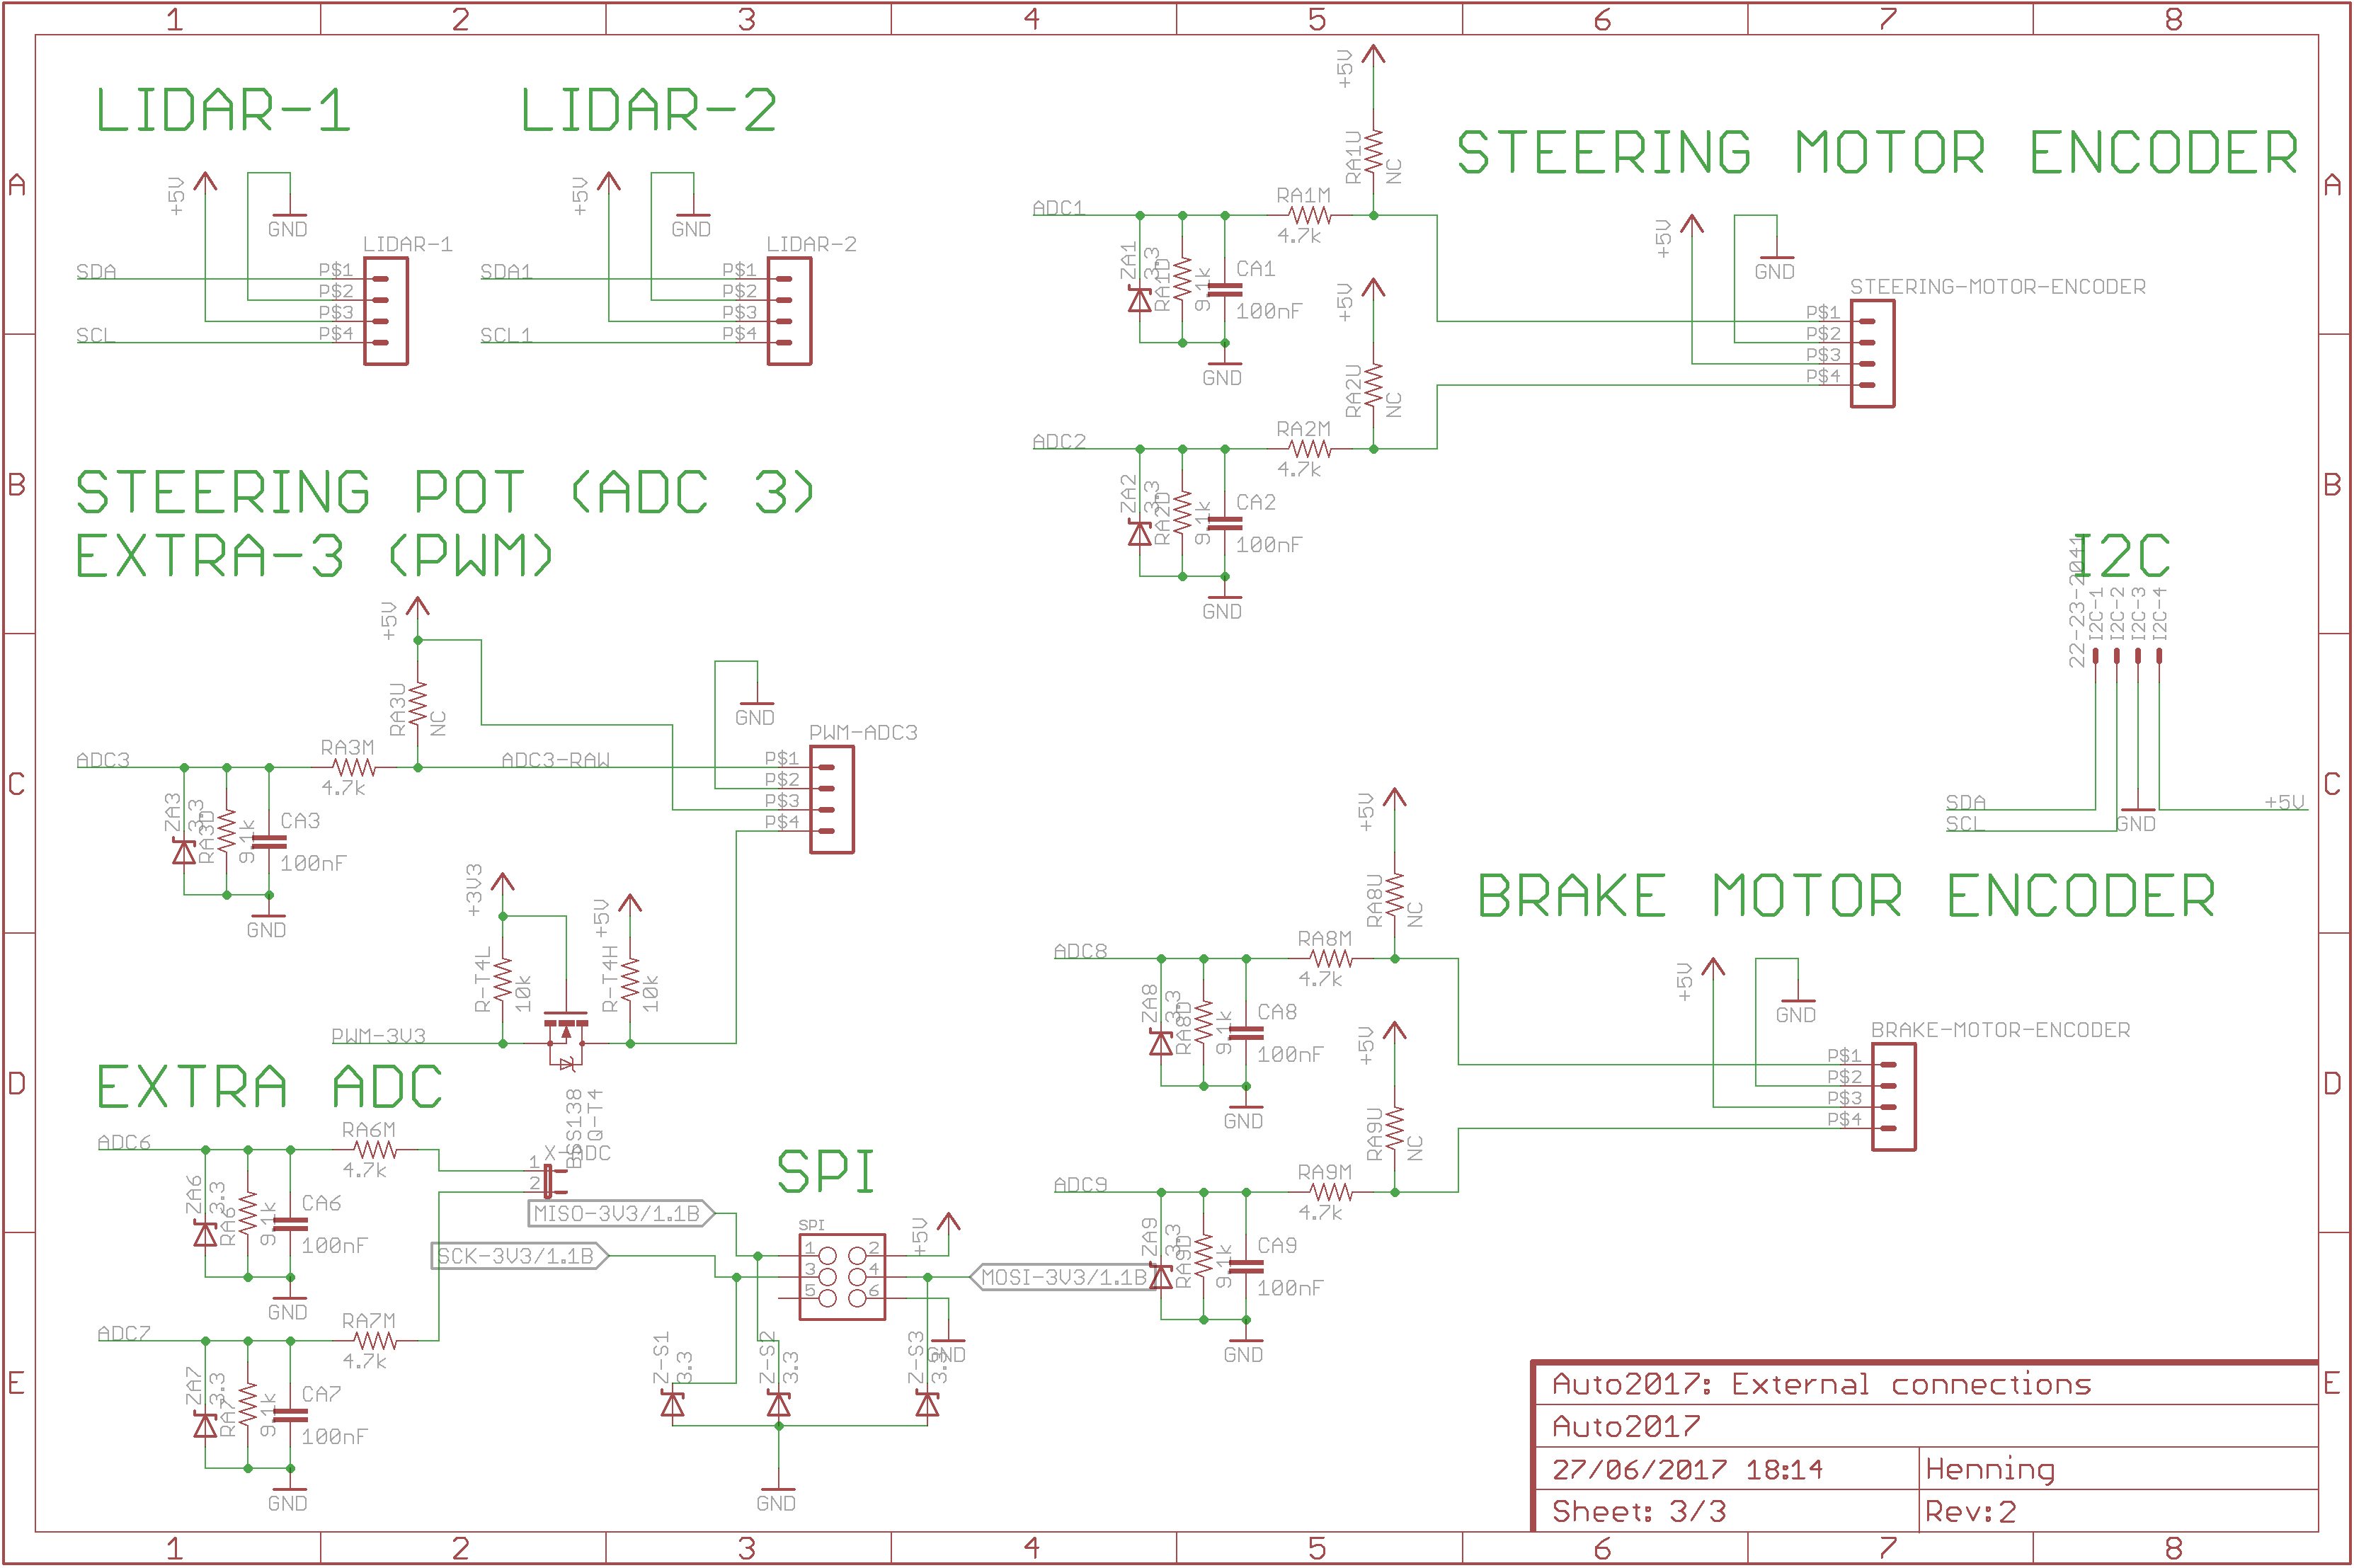 1 2 3 4 5 6 7 8
A
B
C
D
E
A
B
C
D
E
LIDAR-1
+5V
GND
LIDAR-1
SDA
P$1
P$2
P$3
SCL
P$4
LIDAR-2
+5V
GND
LIDAR-2
SDA1
P$1
P$2
P$3
SCL1
P$4
STEERING MOTOR ENCODER
+5V
RA1U
NC
ADC1
RA1M
4.7k
ZA1
3.3
RA1D
9.1k
CA1
100nF
GND
+5V
RA2U
NC
ADC2
RA2M
4.7k
ZA2
3.3
RA2D
9.1k
CA2
100nF
GND
+5V
GND
STEERING-MOTOR-ENCODER
P$1
P$2
P$3
P$4
STEERING POT (ADC 3)
EXTRA-3 (PWM)
+5V
RA3U
NC
GND
PWM-ADC3
ADC3
RA3M
4.7k
ADC3-RAW
P$1
P$2
P$3
P$4
ZA3
3.3
RA3D
9.1k
CA3
100nF
GND
+3V3
+5V
R-T4L
10k
R-T4H
10k
PWM-3V3
BSS138
Q-T4
I2C
22-23-2041
I2C-1
I2C-2
I2C-3
I2C-4
SDA
SCL
GND
+5V
BRAKE MOTOR ENCODER
+5V
RA8U
NC
ADC8
RA8M
4.7k
ZA8
3.3
RA8D
9.1k
CA8
100nF
GND
+5V
RA9U
NC
ADC9
RA9M
4.7k
ZA9
3.3
RA9D
9.1k
CA9
100nF
GND
+5V
GND
BRAKE-MOTOR-ENCODER
P$1
P$2
P$3
P$4
EXTRA ADC
ADC6
RA6M
4.7k
X-ADC
1
2
ZA6
3.3
RA6
9.1k
CA6
100nF
GND
ADC7
RA7M
4.7k
ZA7
3.3
RA7
9.1k
CA7
100nF
GND
SPI
MISO-3V3/1.1B
SCK-3V3/1.1B
MOSI-3V3/1.1B
SPI
+5V
1 2
3 4
5 6
GND
Z-S1
3.3
Z-S2
3.3
Z-S3
3.3
GND
Auto2017: External connections
Auto2017
27/06/2017 18:14
Henning
Sheet: 3/3
Rev:2
1 2 3 4 5 6 7 8